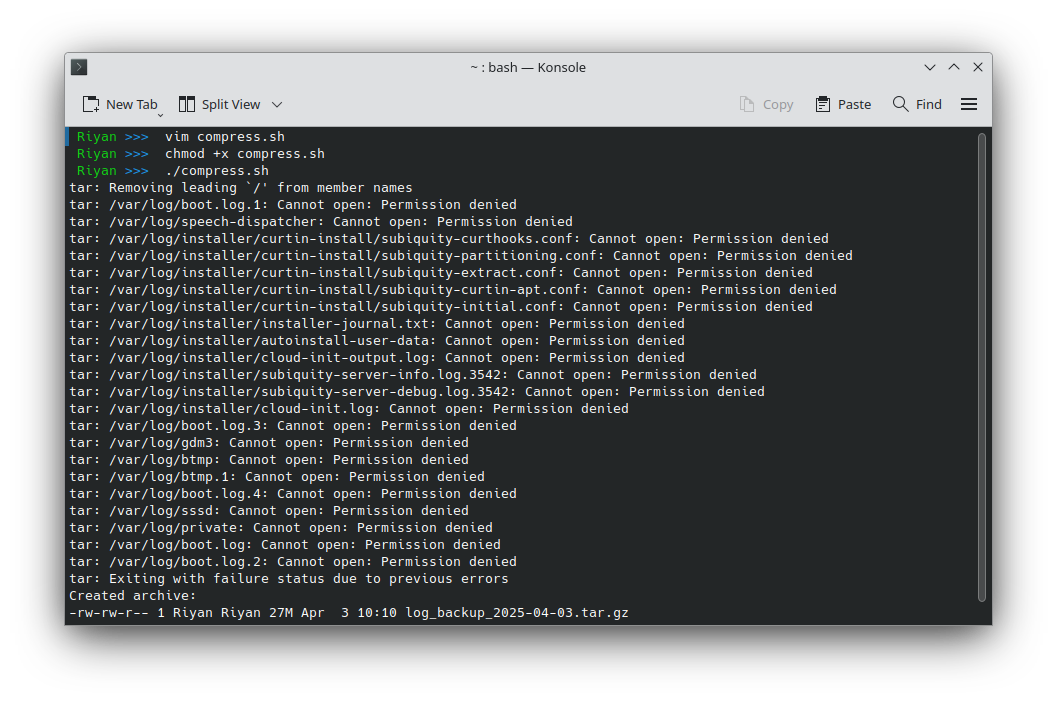 ~ : bash — Konsole
New Tab Split View Copy Paste Find
Riyan >>> vim compress.sh
Riyan >>> chmod +x compress.sh
Riyan >>> ./compress.sh
tar: Removing leading `/' from member names
tar: /var/log/boot.log.1: Cannot open: Permission denied
tar: /var/log/speech-dispatcher: Cannot open: Permission denied
tar: /var/log/installer/curtin-install/subiquity-curthooks.conf: Cannot open: Permission denied
tar: /var/log/installer/curtin-install/subiquity-partitioning.conf: Cannot open: Permission denied
tar: /var/log/installer/curtin-install/subiquity-extract.conf: Cannot open: Permission denied
tar: /var/log/installer/curtin-install/subiquity-curtin-apt.conf: Cannot open: Permission denied
tar: /var/log/installer/curtin-install/subiquity-initial.conf: Cannot open: Permission denied
tar: /var/log/installer/installer-journal.txt: Cannot open: Permission denied
tar: /var/log/installer/autoinstall-user-data: Cannot open: Permission denied
tar: /var/log/installer/cloud-init-output.log: Cannot open: Permission denied
tar: /var/log/installer/subiquity-server-info.log.3542: Cannot open: Permission denied
tar: /var/log/installer/subiquity-server-debug.log.3542: Cannot open: Permission denied
tar: /var/log/installer/cloud-init.log: Cannot open: Permission denied
tar: /var/log/boot.log.3: Cannot open: Permission denied
tar: /var/log/gdm3: Cannot open: Permission denied
tar: /var/log/btmp: Cannot open: Permission denied
tar: /var/log/btmp.1: Cannot open: Permission denied
tar: /var/log/boot.log.4: Cannot open: Permission denied
tar: /var/log/sssd: Cannot open: Permission denied
tar: /var/log/private: Cannot open: Permission denied
tar: /var/log/boot.log: Cannot open: Permission denied
tar: /var/log/boot.log.2: Cannot open: Permission denied
tar: Exiting with failure status due to previous errors
Created archive:
-rw-rw-r-- 1 Riyan Riyan 27M Apr  3 10:10 log_backup_2025-04-03.tar.gz